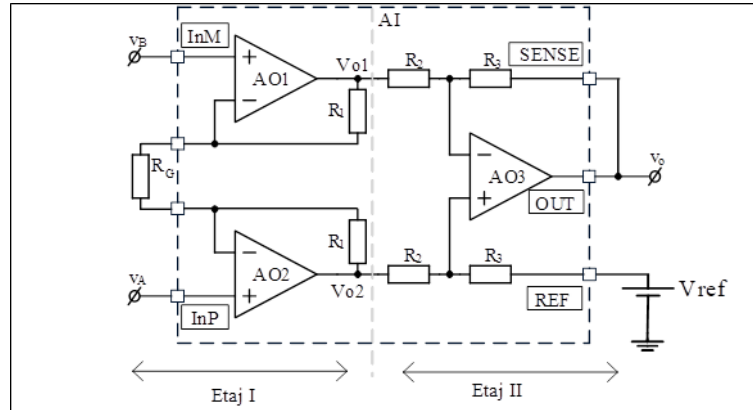 AI
InM
SENSE
vB
Vo1
R2
R3
AO1
R1
RG
AO3
vo
OUT
R1
R2
R3
AO2
vA
Vo2
InP
REF
Vref
Etaj I
Etaj II